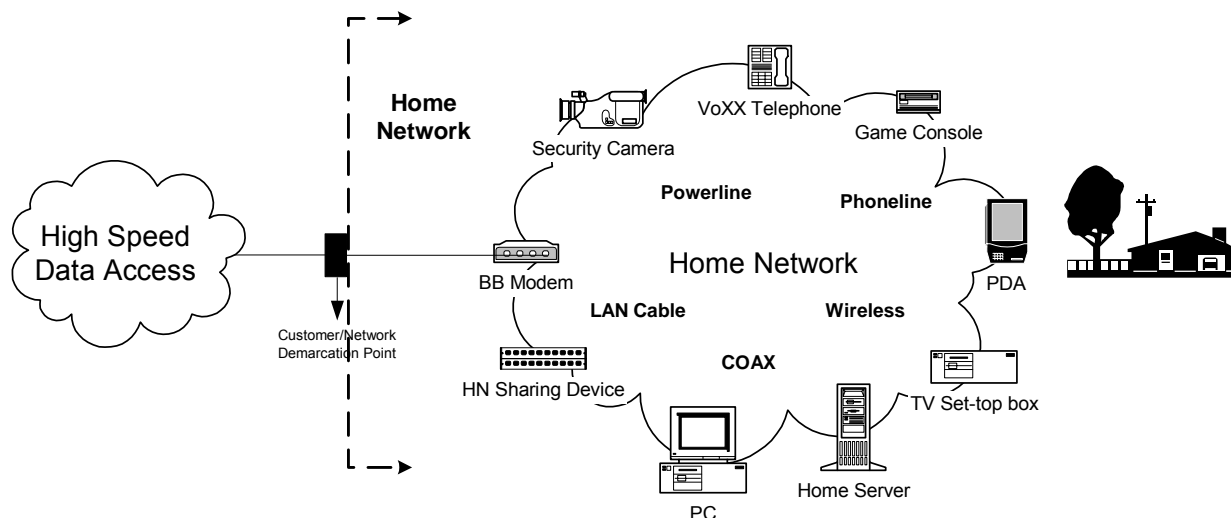 Home
Network
High Speed
Data Access
Customer/Network
Demarcation Point
VoXX Telephone
Game Console
Security Camera
Powerline
Phoneline
BB Modem
Home Network
PDA
LAN Cable
Wireless
COAX
HN Sharing Device
TV Set-top box
Home Server
PC